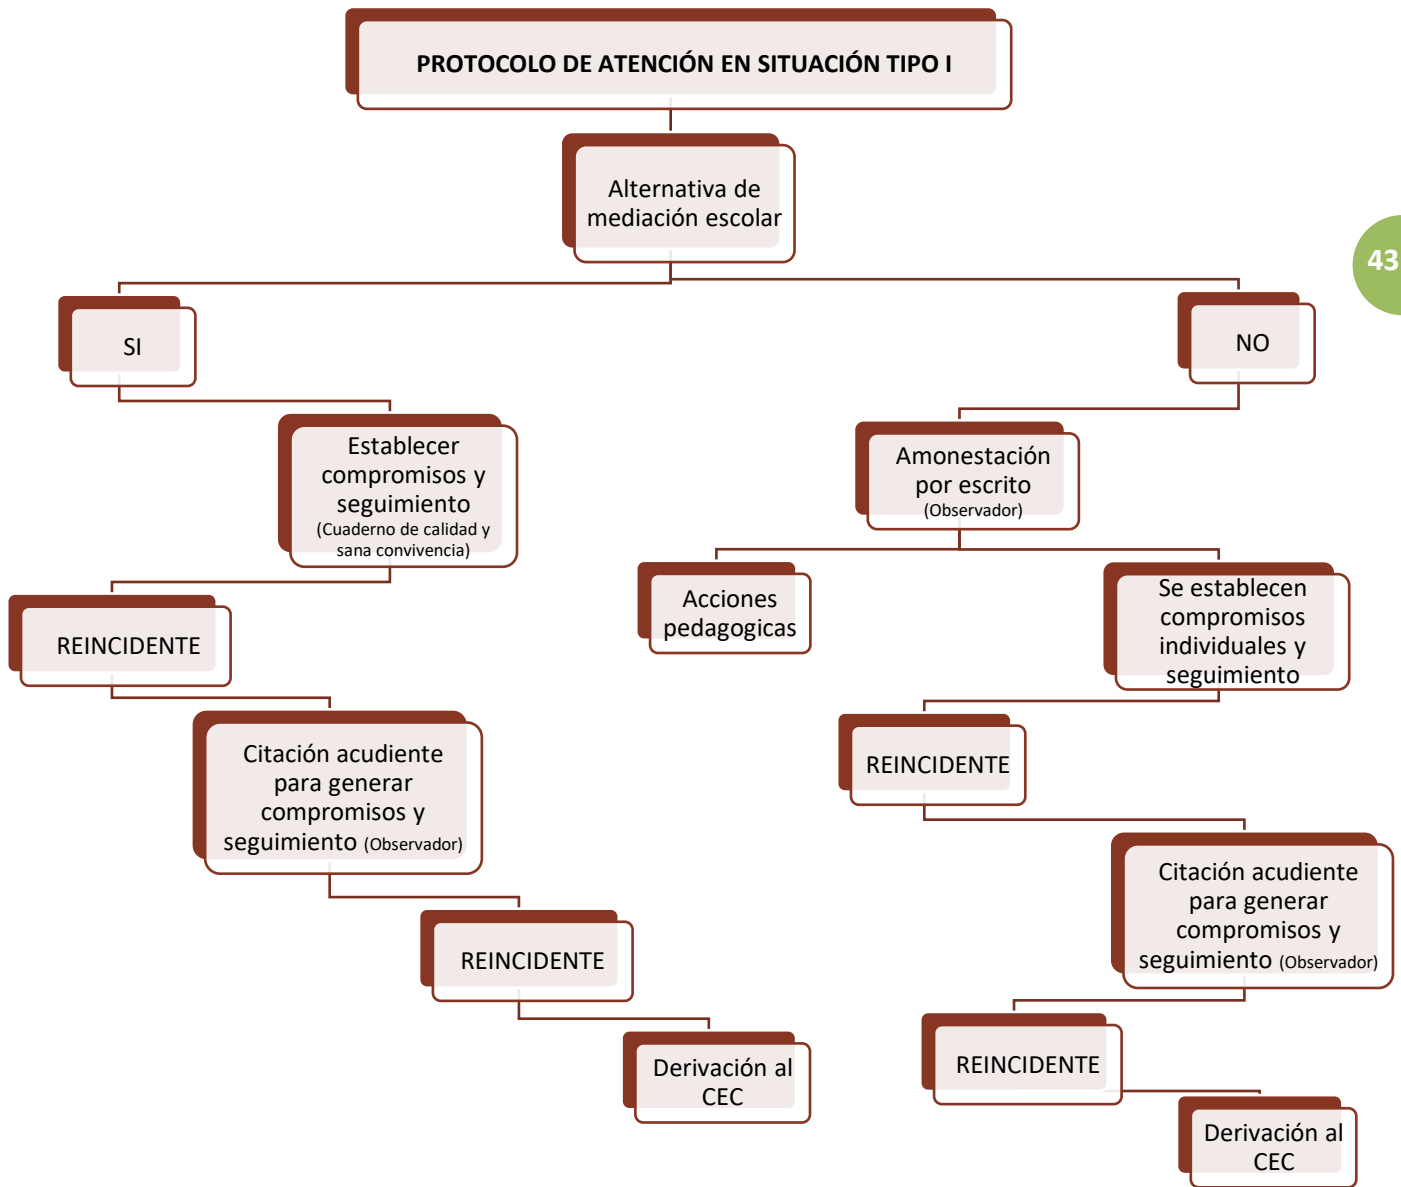 PROTOCOLO DE ATENCIÓN EN SITUACIÓN TIPO I
Alternativa de
mediación escolar
43
SI
NO
Establecer
compromisos y
seguimiento
(Cuaderno de calidad y
sana convivencia)
Amonestación
por escrito
(Observador)
Acciones
pedagogicas
Se establecen
compromisos
individuales y
seguimiento
REINCIDENTE
Citación acudiente
para generar
compromisos y
seguimiento (Observador)
REINCIDENTE
Citación acudiente
para generar
compromisos y
seguimiento (Observador)
REINCIDENTE
Derivación al
CEC
REINCIDENTE
Derivación al
CEC